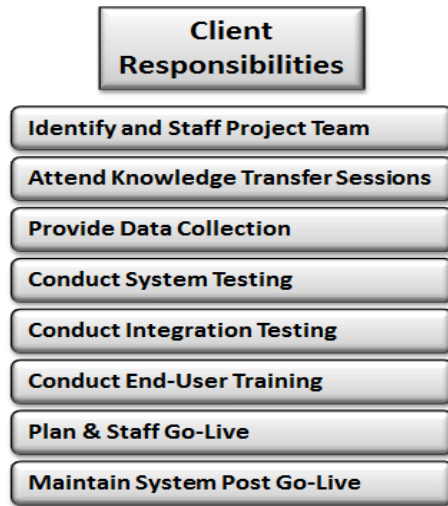 Client
Responsibilities
Identify and Staff Project Team
Attend Knowledge Transfer Sessions
Provide Data Collection
Conduct System Testing
Conduct Integration Testing
Conduct End-User Training
Plan & Staff Go-Live
Maintain System Post Go-Live